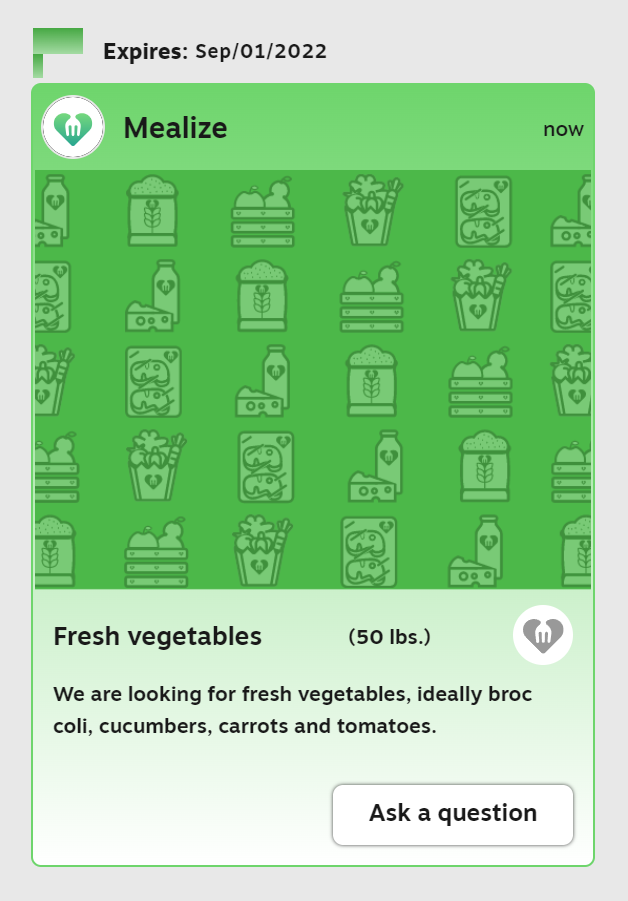 Expires: Sep/01/2022
Mealize
now
Fresh vegetables (50 lbs.)
We are looking for fresh vegetables, ideally broc
coli, cucumbers, carrots and tomatoes.
Ask a question